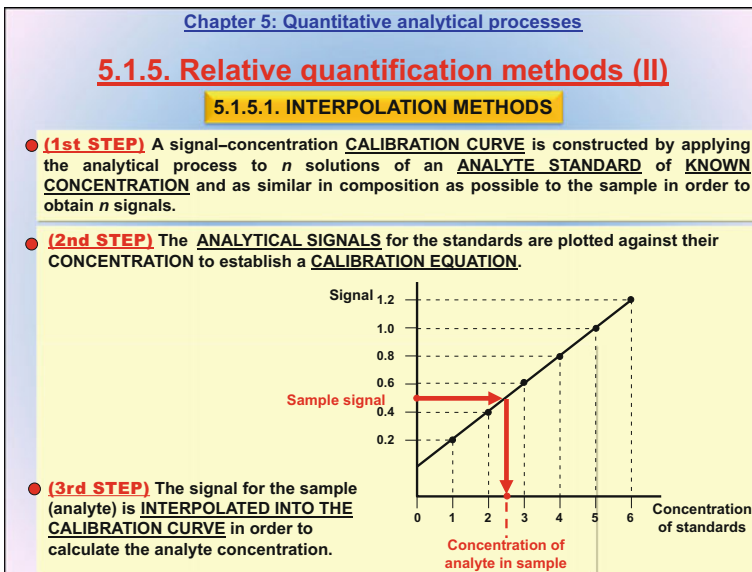 Chapter 5: Quantitative analytical processes
5.1.5. Relative quantification methods (II)
5.1.5.1. INTERPOLATION METHODS
(1st STEP) A signal–concentration CALIBRATION CURVE is constructed by applying
the analytical process to n solutions of an ANALYTE STANDARD of KNOWN
CONCENTRATION and as similar in composition as possible to the sample in order to
obtain n signals.
(2nd STEP) The ANALYTICAL SIGNALS for the standards are plotted against their
CONCENTRATION to establish a CALIBRATION EQUATION.
Signal
1.2
1.0
0.8
0.6
Sample signal
0.4
0.2
(3rd STEP) The signal for the sample
(analyte) is INTERPOLATED INTO THE
CALIBRATION CURVE in order to
calculate the analyte concentration.
0 1 2 3 4 5 6
Concentration
of standards
Concentration of
analyte in sample